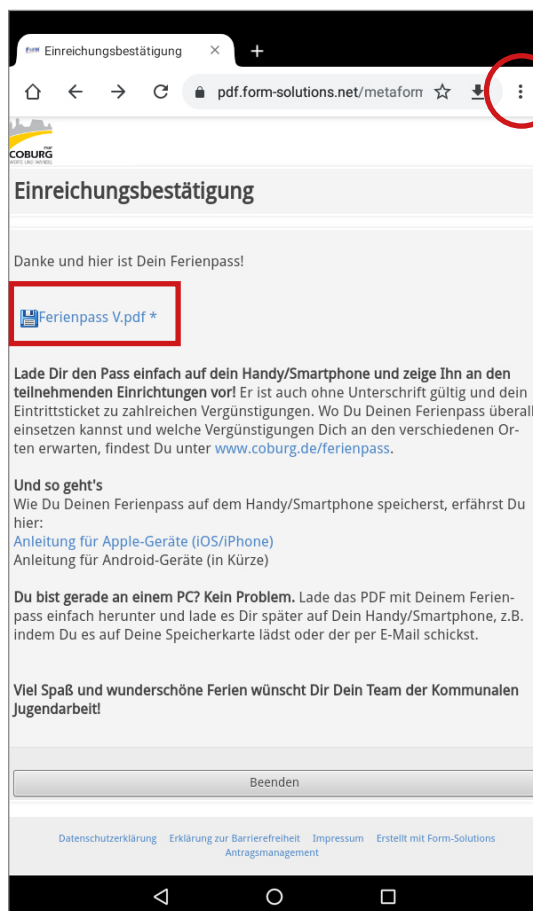 Einreichungsbestätigung
pdf.form-solutions.net/metaform
COBURG
Einreichungsbestätigung
Danke und hier ist Dein Ferienpass!
Ferienpass V.pdf *
Lade Dir den Pass einfach auf dein Handy/Smartphone und zeige Ihn an den
teilnehmenden Einrichtungen vor! Er ist auch ohne Unterschrift gültig und dein
Eintrittsticket zu zahlreichen Vergünstigungen. Wo Du Deinen Ferienpass überall
einsetzen kannst und welche Vergünstigungen Dich an den verschiedenen Or-
ten erwarten, findest Du unter www.coburg.de/ferienpass.
Und so geht's
Wie Du Deinen Ferienpass auf dem Handy/Smartphone speicherst, erfährst Du
hier:
Anleitung für Apple-Geräte (iOS/iPhone)
Anleitung für Android-Geräte (in Kürze)
Du bist gerade an einem PC? Kein Problem. Lade das PDF mit Deinem Ferien-
pass einfach herunter und lade es Dir später auf Dein Handy/Smartphone, z.B.
indem Du es auf Deine Speicherkarte lädst oder der per E-Mail schickst.
Viel Spaß und wunderschöne Ferien wünscht Dir Dein Team der Kommunalen
Jugendarbeit!
Beenden
Datenschutzerklärung Erklärung zur Barrierefreiheit Impressum Erstellt mit Form-Solutions
Antragsmanagement